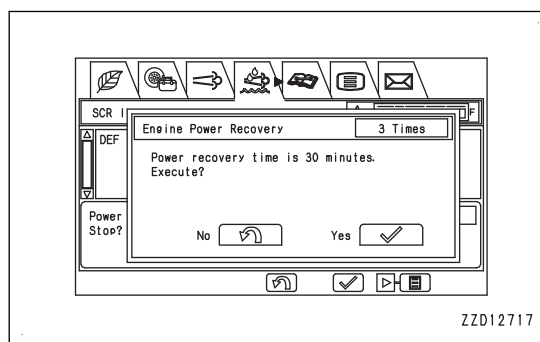 SCR I
F
Engine Power Recovery
3 Times
DEF
Power recovery time is 30 minutes.
Execute?
Power
Stop?
No
Yes
ZZD12717